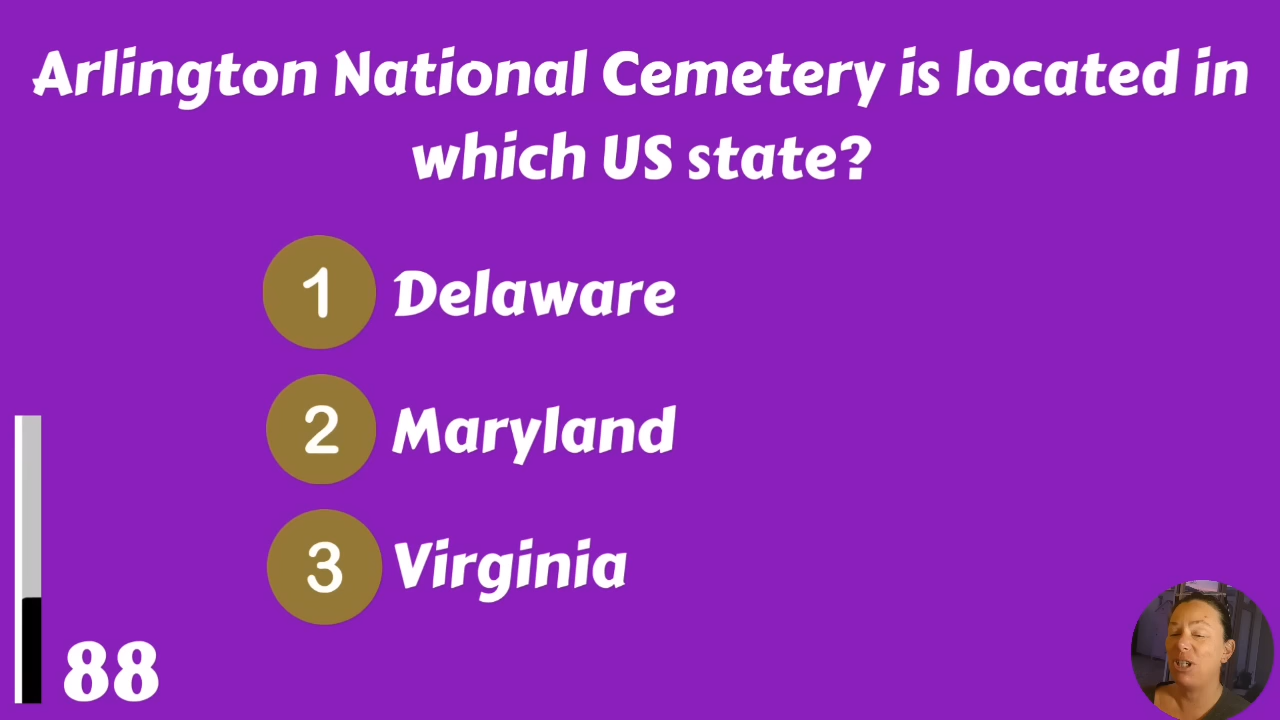 Arlington National Cemetery is located in
which US state?
1 Delaware
2 Maryland
3 Virginia
88